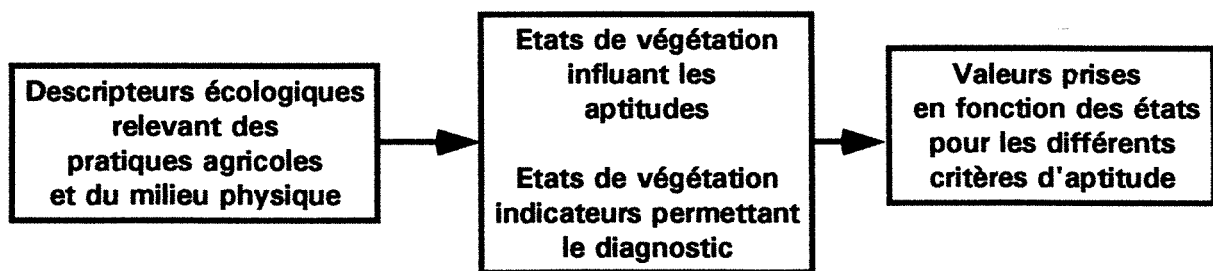 Descripteurs écologiques
relevant des
pratiques agricoles
et du milieu physique
Etats de végétation
influant les
aptitudes
Etats de végétation
indicateurs permettant
le diagnostic
Valeurs prises
en fonction des états
pour les différents
critères d'aptitude